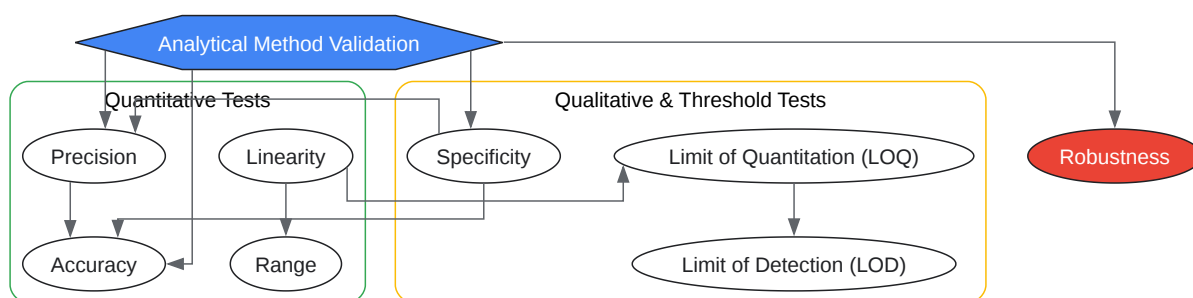 Analytical Method Validation
Quantitative Tests
Qualitative & Threshold Tests
Precision
Linearity
Specificity
Limit of Quantitation (LOQ)
Robustness
Accuracy
Range
Limit of Detection (LOD)